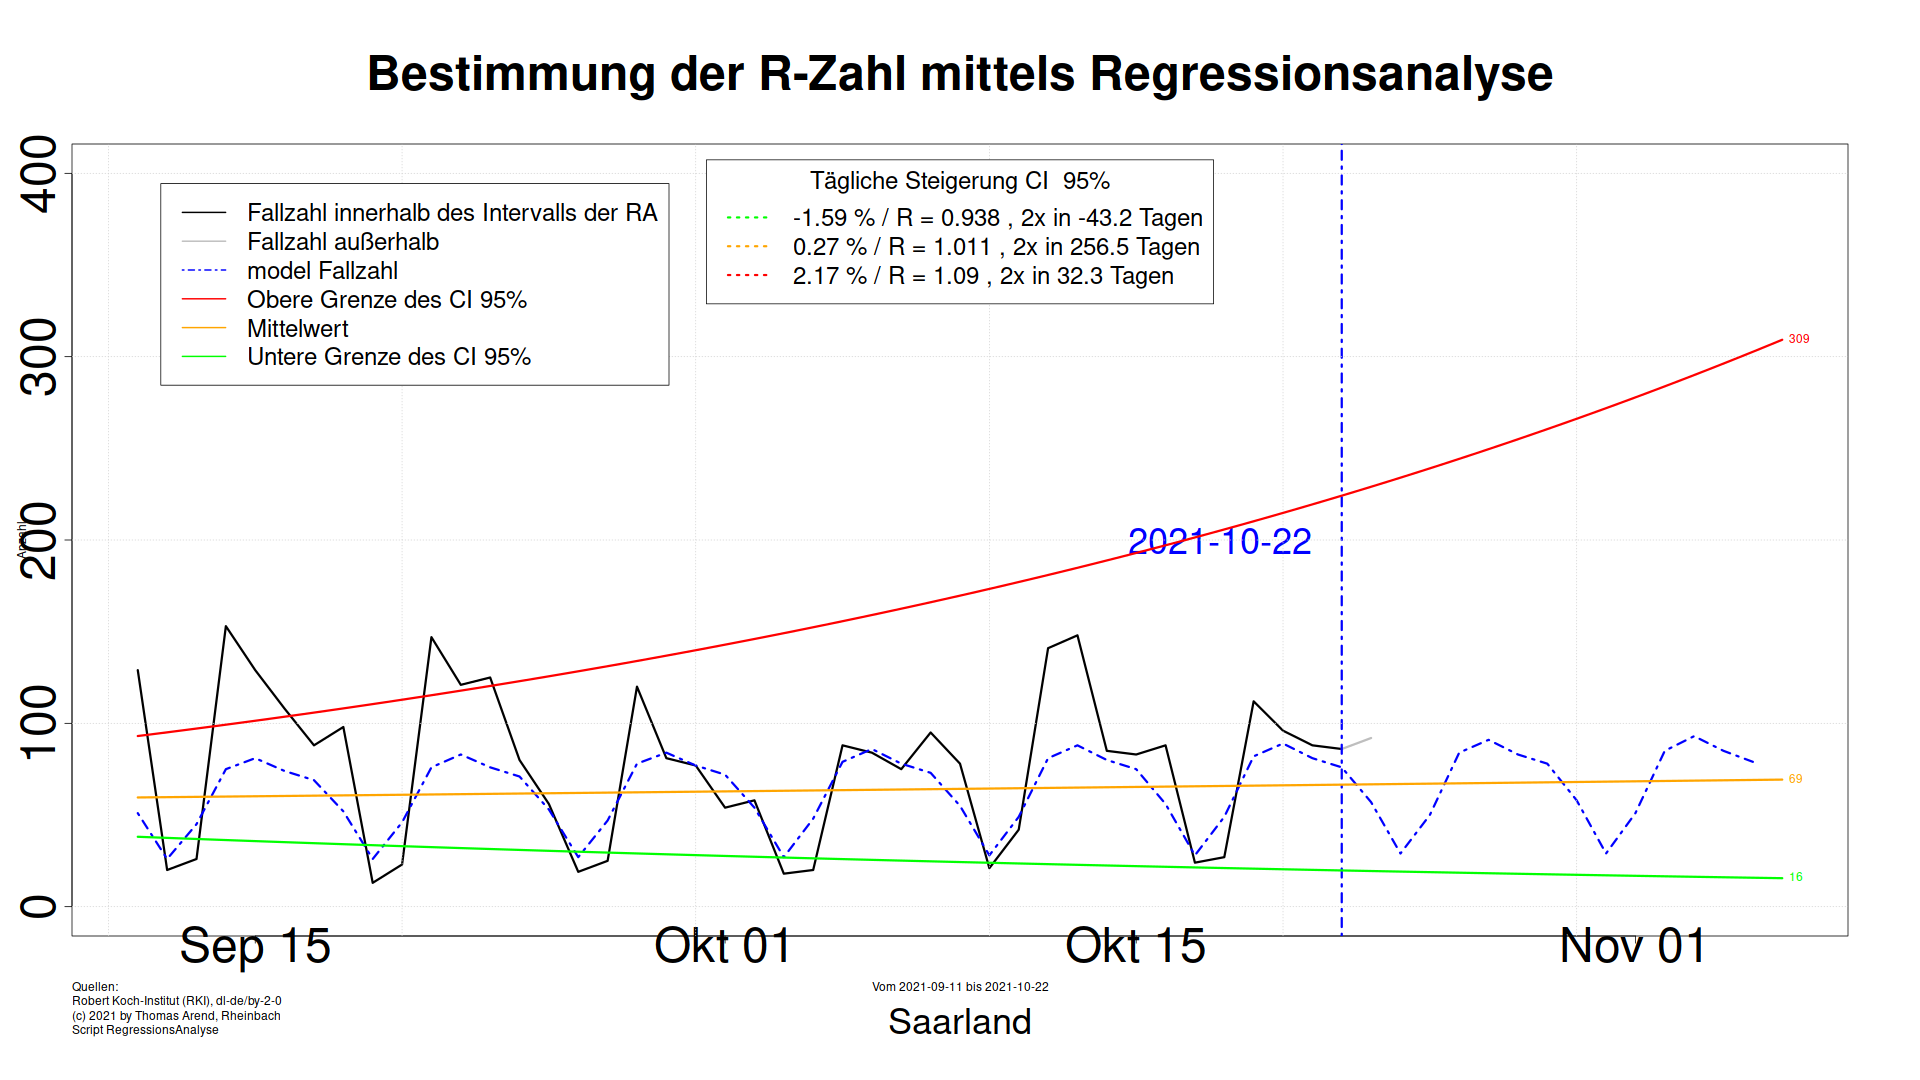 Bestimmung der R-Zahl mittels Regressionsanalyse
Anzahl
400
300
200
100
0
Fallzahl innerhalb des Intervalls der RA
Fallzahl außerhalb
model Fallzahl
Obere Grenze des CI 95%
Mittelwert
Untere Grenze des CI 95%
Tägliche Steigerung CI  95%
-1.59 % / R = 0.938 , 2x in -43.2 Tagen
0.27 % / R = 1.011 , 2x in 256.5 Tagen
2.17 % / R = 1.09 , 2x in 32.3 Tagen
309
2021-10-22
69
16
Sep 15
Okt 01
Okt 15
Nov 01
Quellen:
Robert Koch-Institut (RKI), dl-de/by-2-0
(c) 2021 by Thomas Arend, Rheinbach
Script RegressionsAnalyse
Vom 2021-09-11 bis 2021-10-22
Saarland